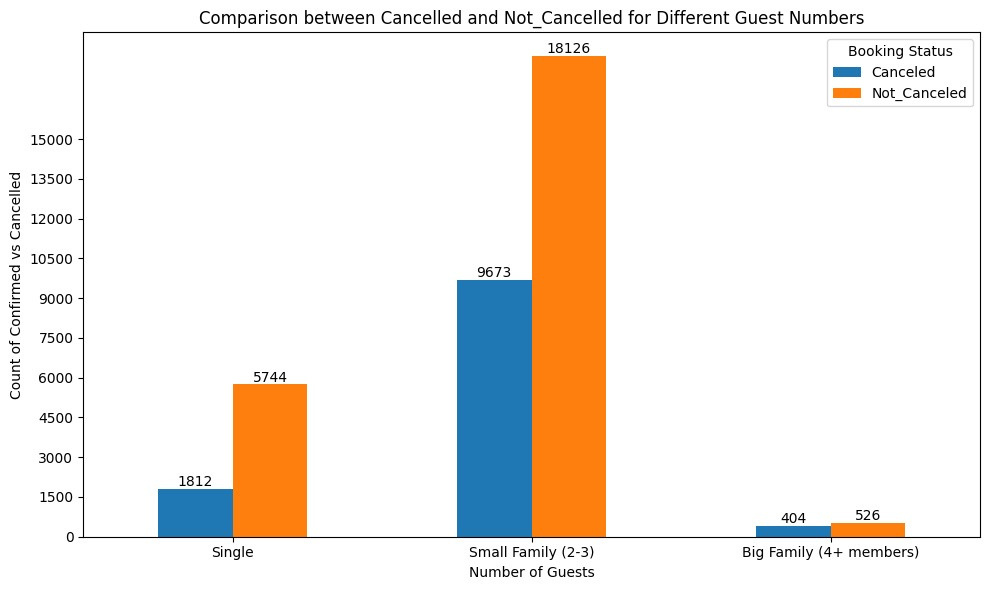 Comparison between Cancelled and Not_Cancelled for Different Guest Numbers
Booking Status
Canceled
Not_Canceled
Count of Confirmed vs Cancelled
15000
13500
12000
10500
9000
7500
6000
4500
3000
1500
0
1812
5744
9673
18126
404
526
Single
Small Family (2-3)
Big Family (4+ members)
Number of Guests